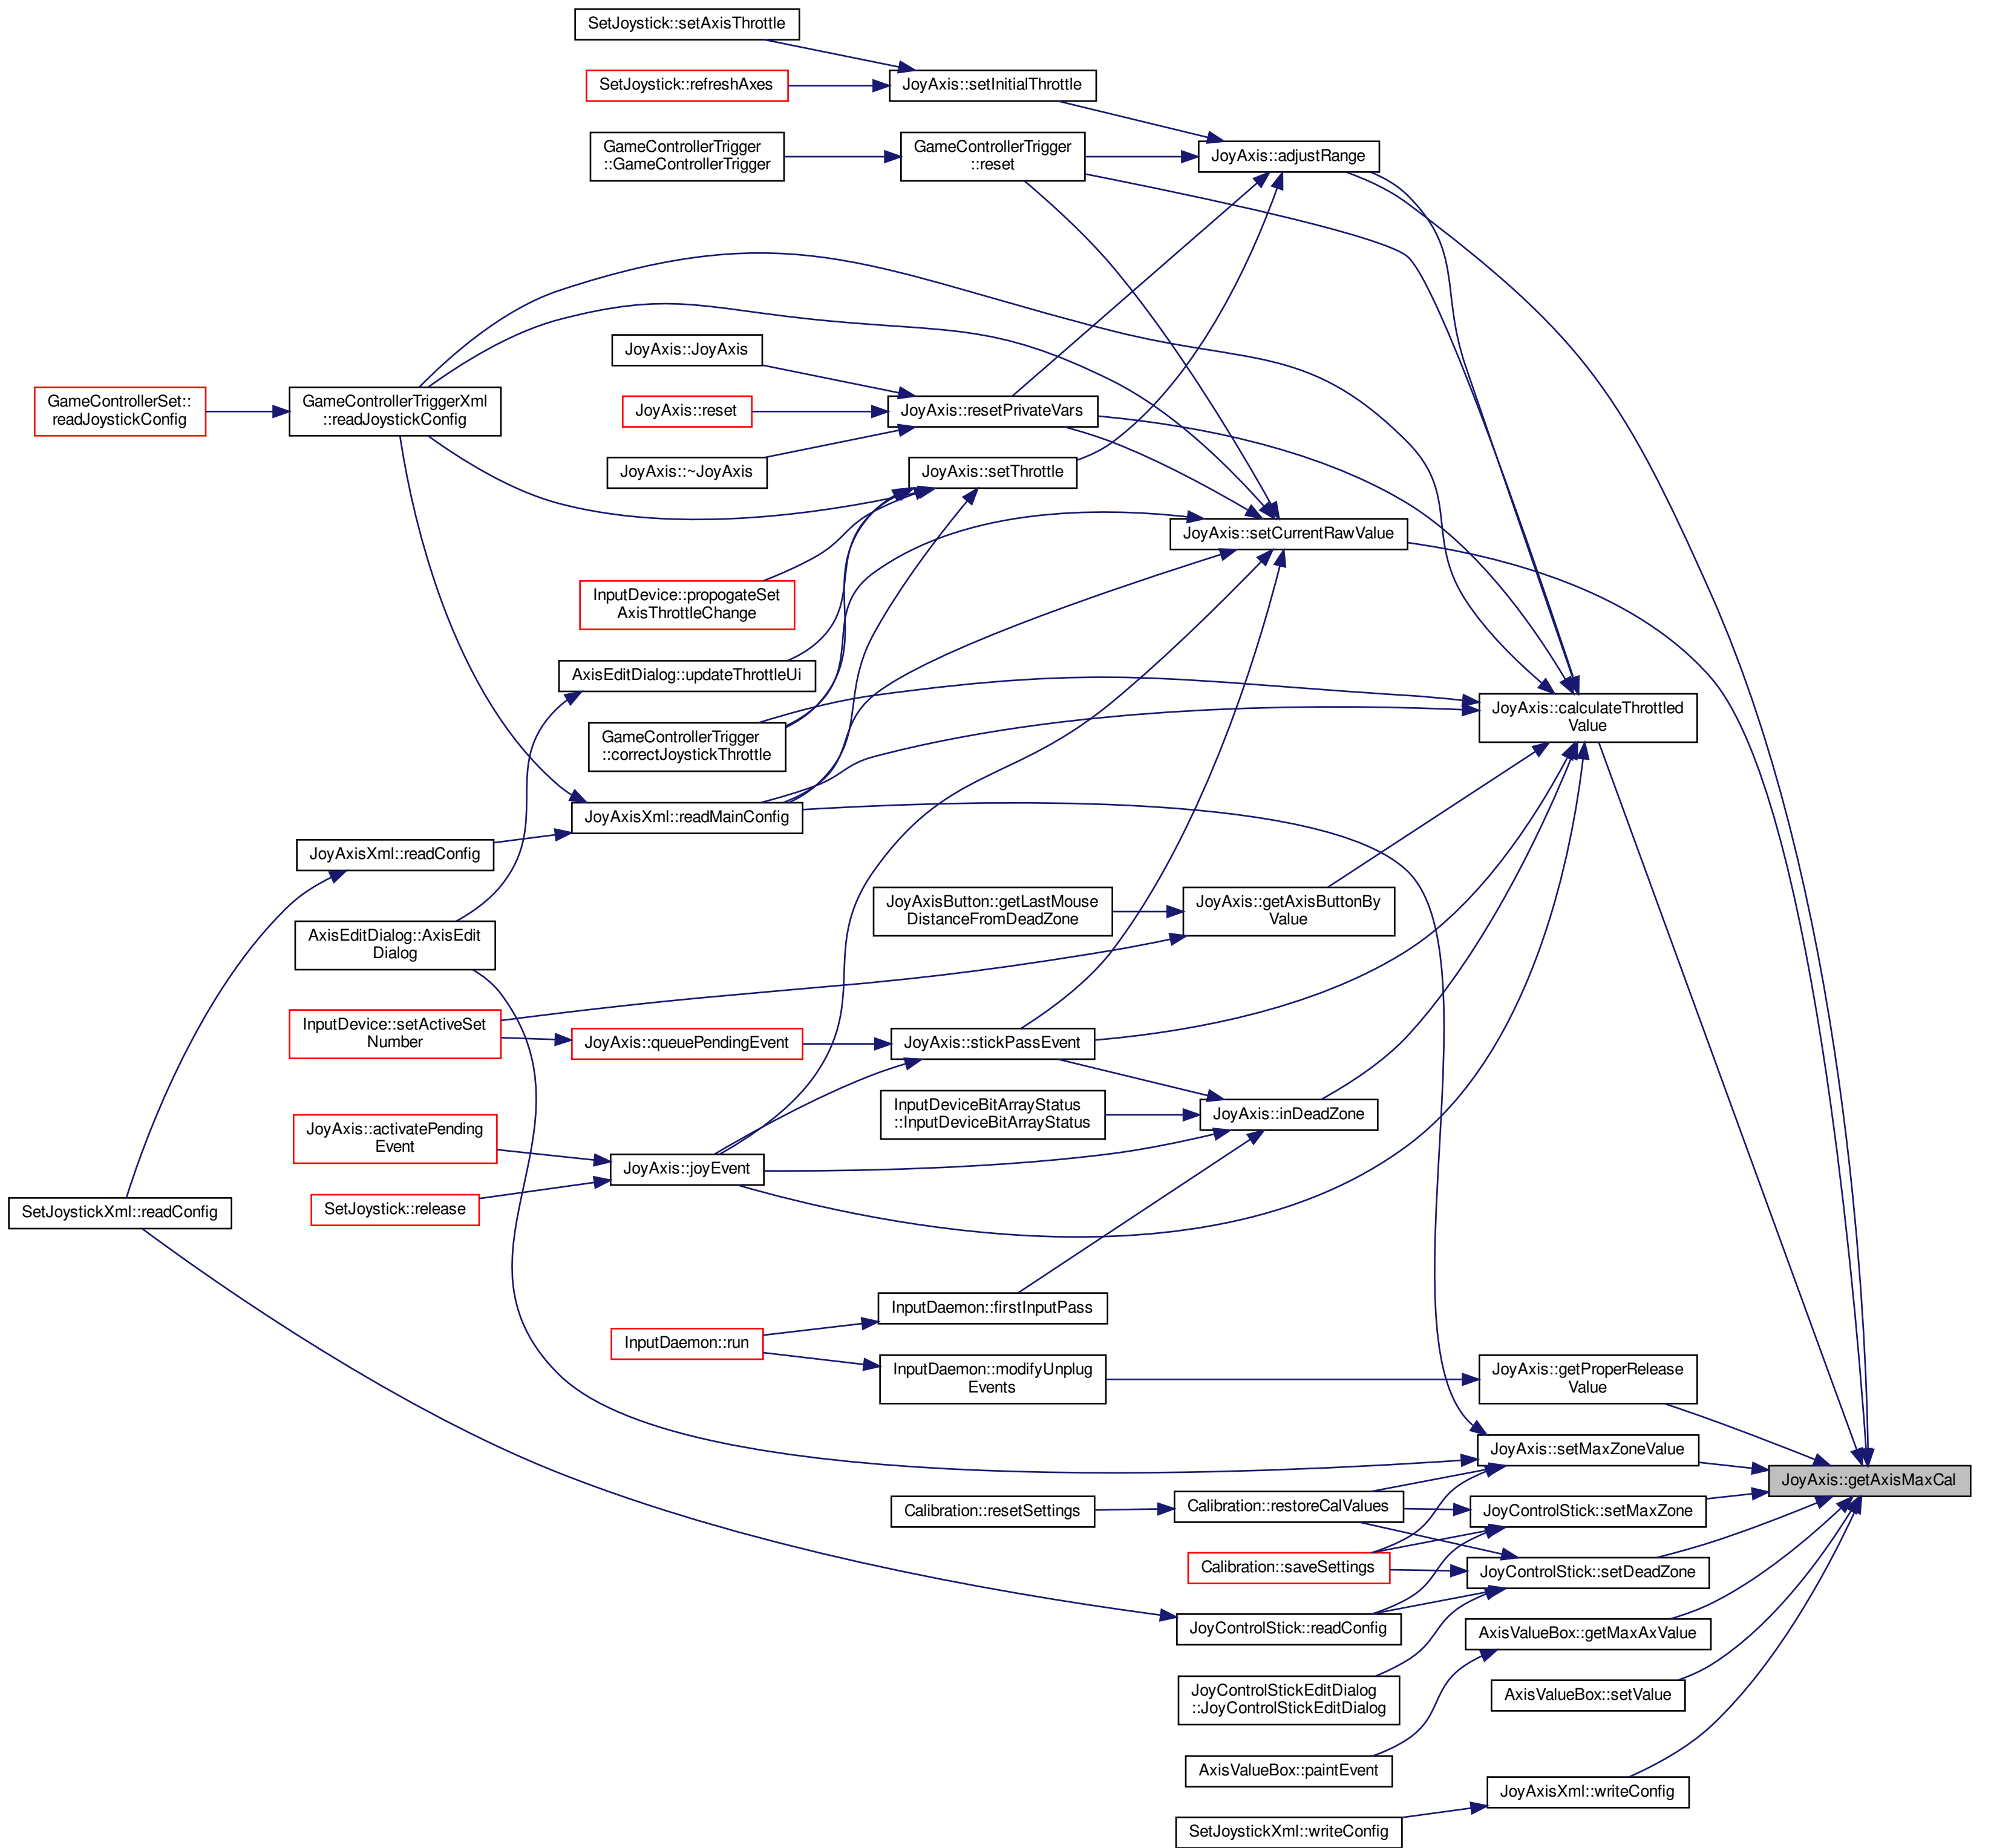 SetJoystick::setAxisThrottle
SetJoystick::refreshAxes
JoyAxis::setInitialThrottle
GameControllerTrigger
::GameControllerTrigger
GameControllerTrigger
::reset
JoyAxis::adjustRange
JoyAxis::JoyAxis
GameControllerSet::
readJoystickConfig
GameControllerTriggerXml
::readJoystickConfig
JoyAxis::reset
JoyAxis::resetPrivateVars
JoyAxis::~JoyAxis
JoyAxis::setThrottle
JoyAxis::setCurrentRawValue
InputDevice::propogateSet
AxisThrottleChange
AxisEditDialog::updateThrottleUi
JoyAxis::calculateThrottled
Value
GameControllerTrigger
::correctJoystickThrottle
JoyAxisXml::readMainConfig
JoyAxisXml::readConfig
JoyAxisButton::getLastMouse
DistanceFromDeadZone
JoyAxis::getAxisButtonBy
Value
AxisEditDialog::AxisEdit
Dialog
InputDevice::setActiveSet
Number
JoyAxis::queuePendingEvent
JoyAxis::stickPassEvent
InputDeviceBitArrayStatus
::InputDeviceBitArrayStatus
JoyAxis::inDeadZone
JoyAxis::activatePending
Event
JoyAxis::joyEvent
SetJoystick::release
SetJoystickXml::readConfig
InputDaemon::firstInputPass
InputDaemon::run
InputDaemon::modifyUnplug
Events
JoyAxis::getProperRelease
Value
JoyAxis::setMaxZoneValue
JoyAxis::getAxisMaxCal
Calibration::resetSettings
Calibration::restoreCalValues
JoyControlStick::setMaxZone
Calibration::saveSettings
JoyControlStick::setDeadZone
JoyControlStick::readConfig
AxisValueBox::getMaxAxValue
JoyControlStickEditDialog
::JoyControlStickEditDialog
AxisValueBox::setValue
AxisValueBox::paintEvent
JoyAxisXml::writeConfig
SetJoystickXml::writeConfig